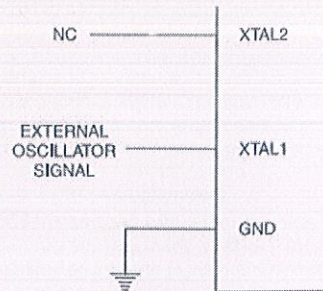 NC
XTAL2
EXTERNAL
OSCILLATOR
SIGNAL
XTAL1
GND